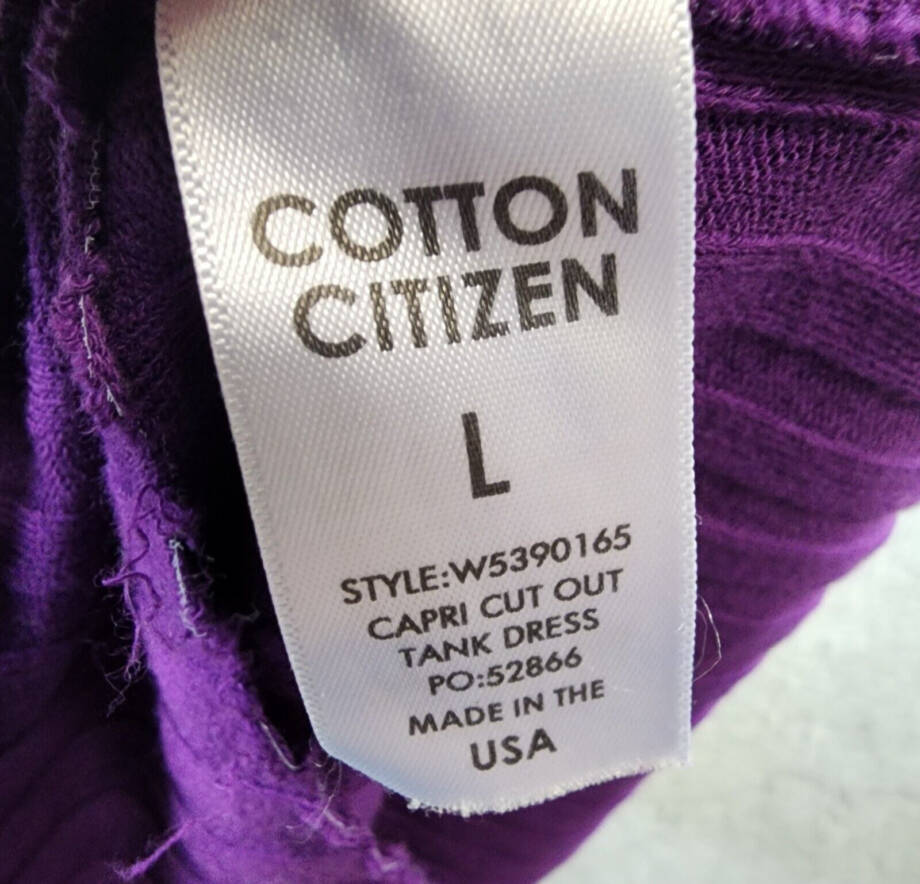 COTTON
CITIZEN
L
STYLE:W5390165
CAPRI CUT OUT
TANK DRESS
PO:52866
MADE IN THE
USA